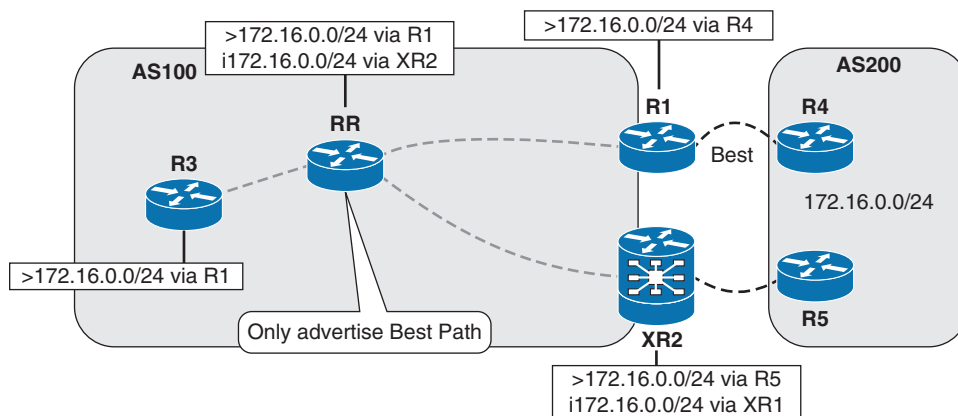 >172.16.0.0/24 via R1
i172.16.0.0/24 via XR2
>172.16.0.0/24 via R4
AS100
AS200
RR
R1
R4
Best
R3
172.16.0.0/24
>172.16.0.0/24 via R1
Only advertise Best Path
XR2
R5
>172.16.0.0/24 via R5
i172.16.0.0/24 via XR1